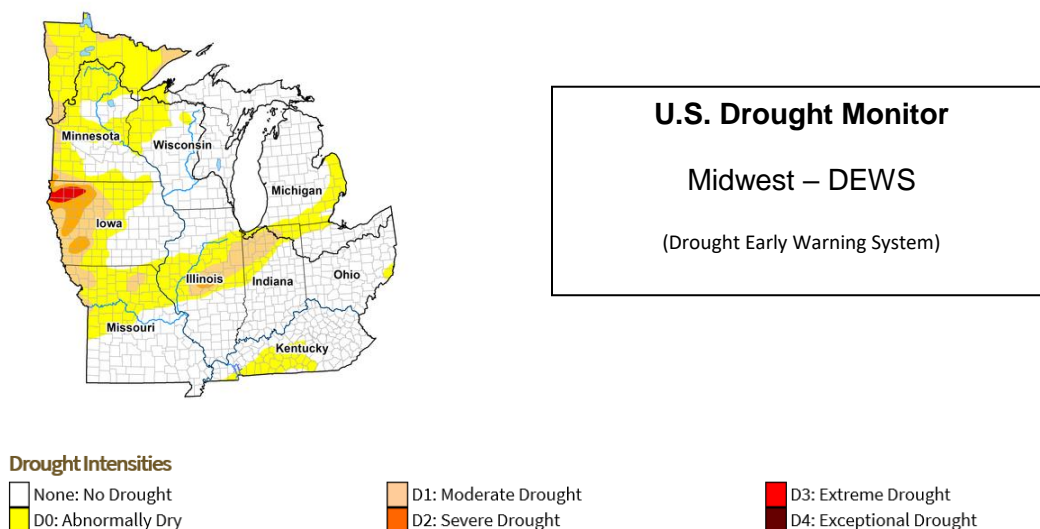 Minnesota
Wisconsin
Michigan
Iowa
Illinois
Indiana
Ohio
Missouri
Kentucky
U.S. Drought Monitor
Midwest – DEWS
(Drought Early Warning System)
Drought Intensities
None: No Drought
D0: Abnormally Dry
D1: Moderate Drought
D2: Severe Drought
D3: Extreme Drought
D4: Exceptional Drought